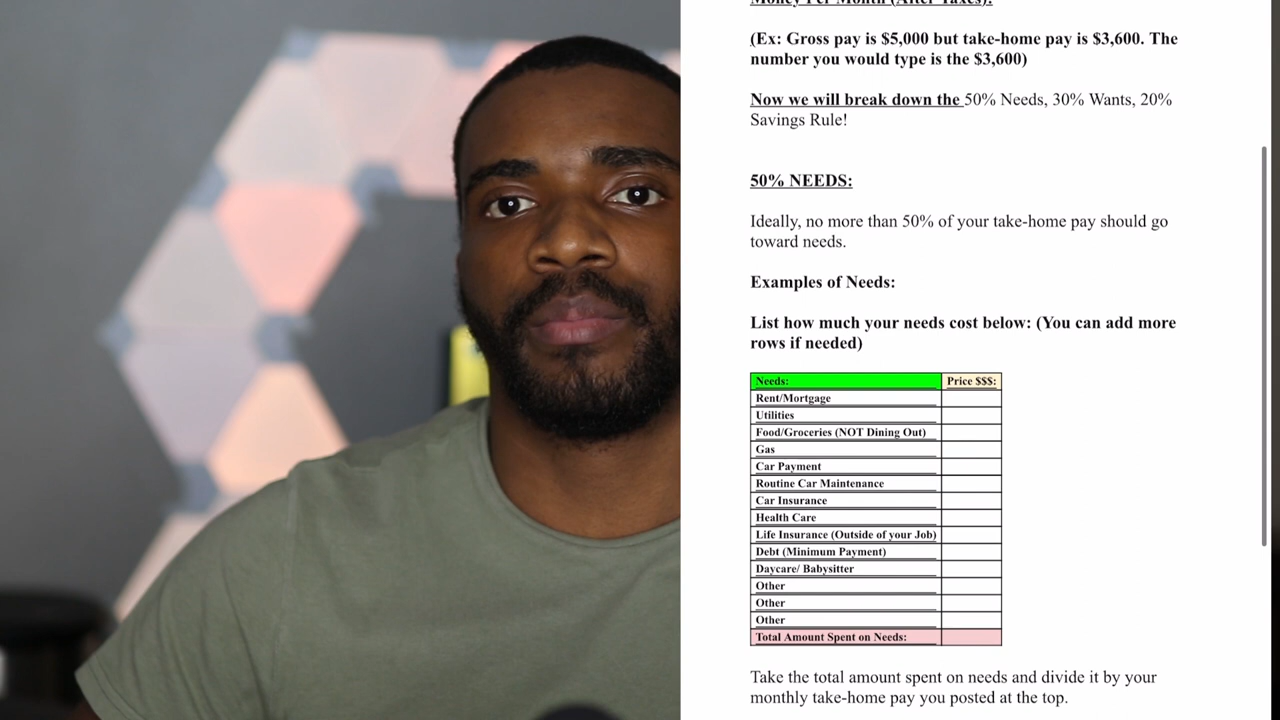 Money Per Month (After Taxes):
(Ex: Gross pay is $5,000 but take-home pay is $3,600. The
number you would type is the $3,600)
Now we will break down the 50% Needs, 30% Wants, 20%
Savings Rule!
50% NEEDS:
Ideally, no more than 50% of your take-home pay should go
toward needs.
Examples of Needs:
List how much your needs cost below: (You can add more
rows if needed)
Needs: Price $$$:
Rent/Mortgage
Utilities
Food/Groceries (NOT Dining Out)
Gas
Car Payment
Routine Car Maintenance
Car Insurance
Health Care
Life Insurance (Outside of your Job)
Debt (Minimum Payment)
Daycare/ Babysitter
Other
Other
Other
Total Amount Spent on Needs:
Take the total amount spent on needs and divide it by your
monthly take-home pay you posted at the top.